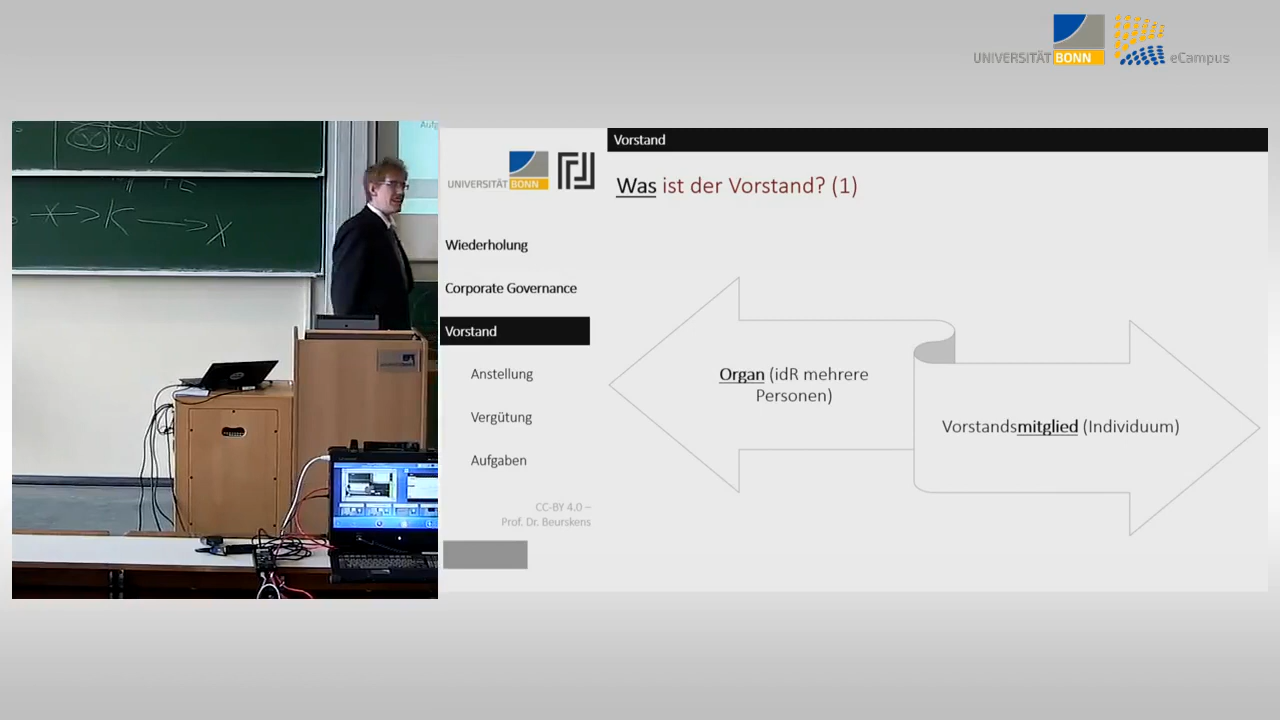 UNIVERSITÄT BONN
eCampus
Vorstand
UNIVERSITÄT BONN
Was ist der Vorstand? (1)
Wiederholung
Corporate Governance
Vorstand
Anstellung
Vergütung
Aufgaben
CC-BY 4.0 –
Prof. Dr. Beurskens
Organ (idR mehrere
Personen)
Vorstandsmitglied (Individuum)
x -> K -> X